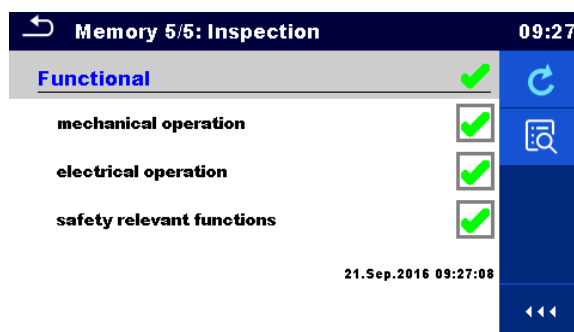 Memory 5/5: Inspection 09:27
Functional
mechanical operation
electrical operation
safety relevant functions
21.Sep.2016 09:27:08